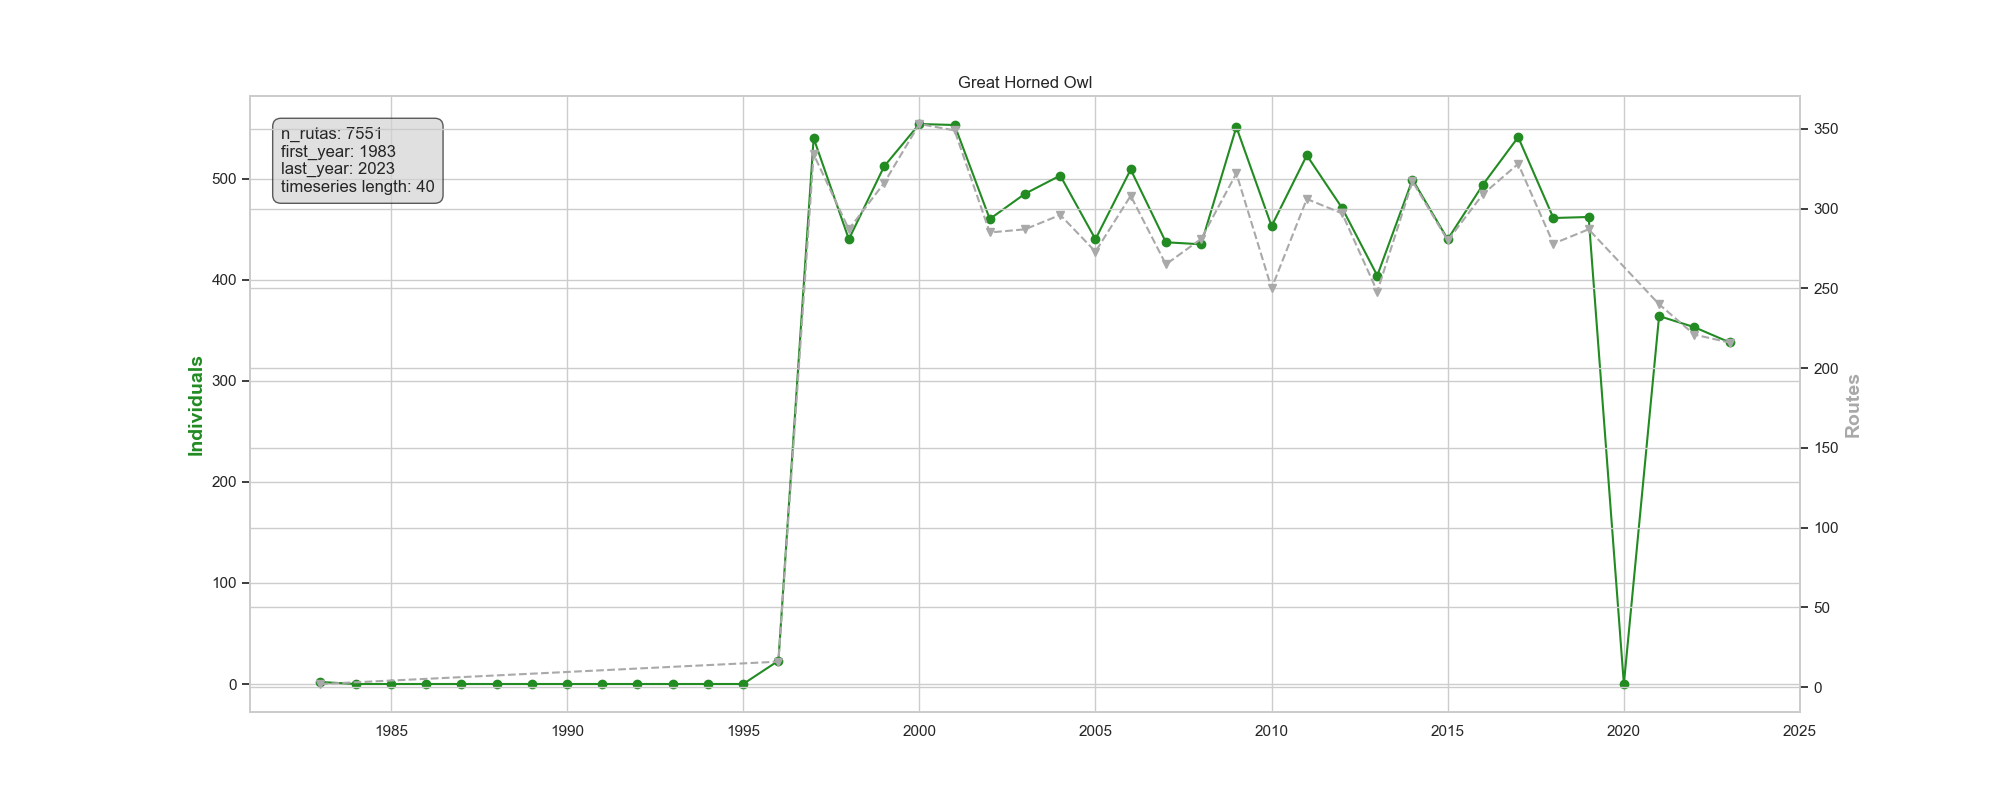 Great Horned Owl
n_rutas: 7551
first_year: 1983
last_year: 2023
timeseries length: 40
Individuals
500
400
300
200
100
0
350
300
250
200
150
100
50
0
Routes
1985 1990 1995 2000 2005 2010 2015 2020 2025